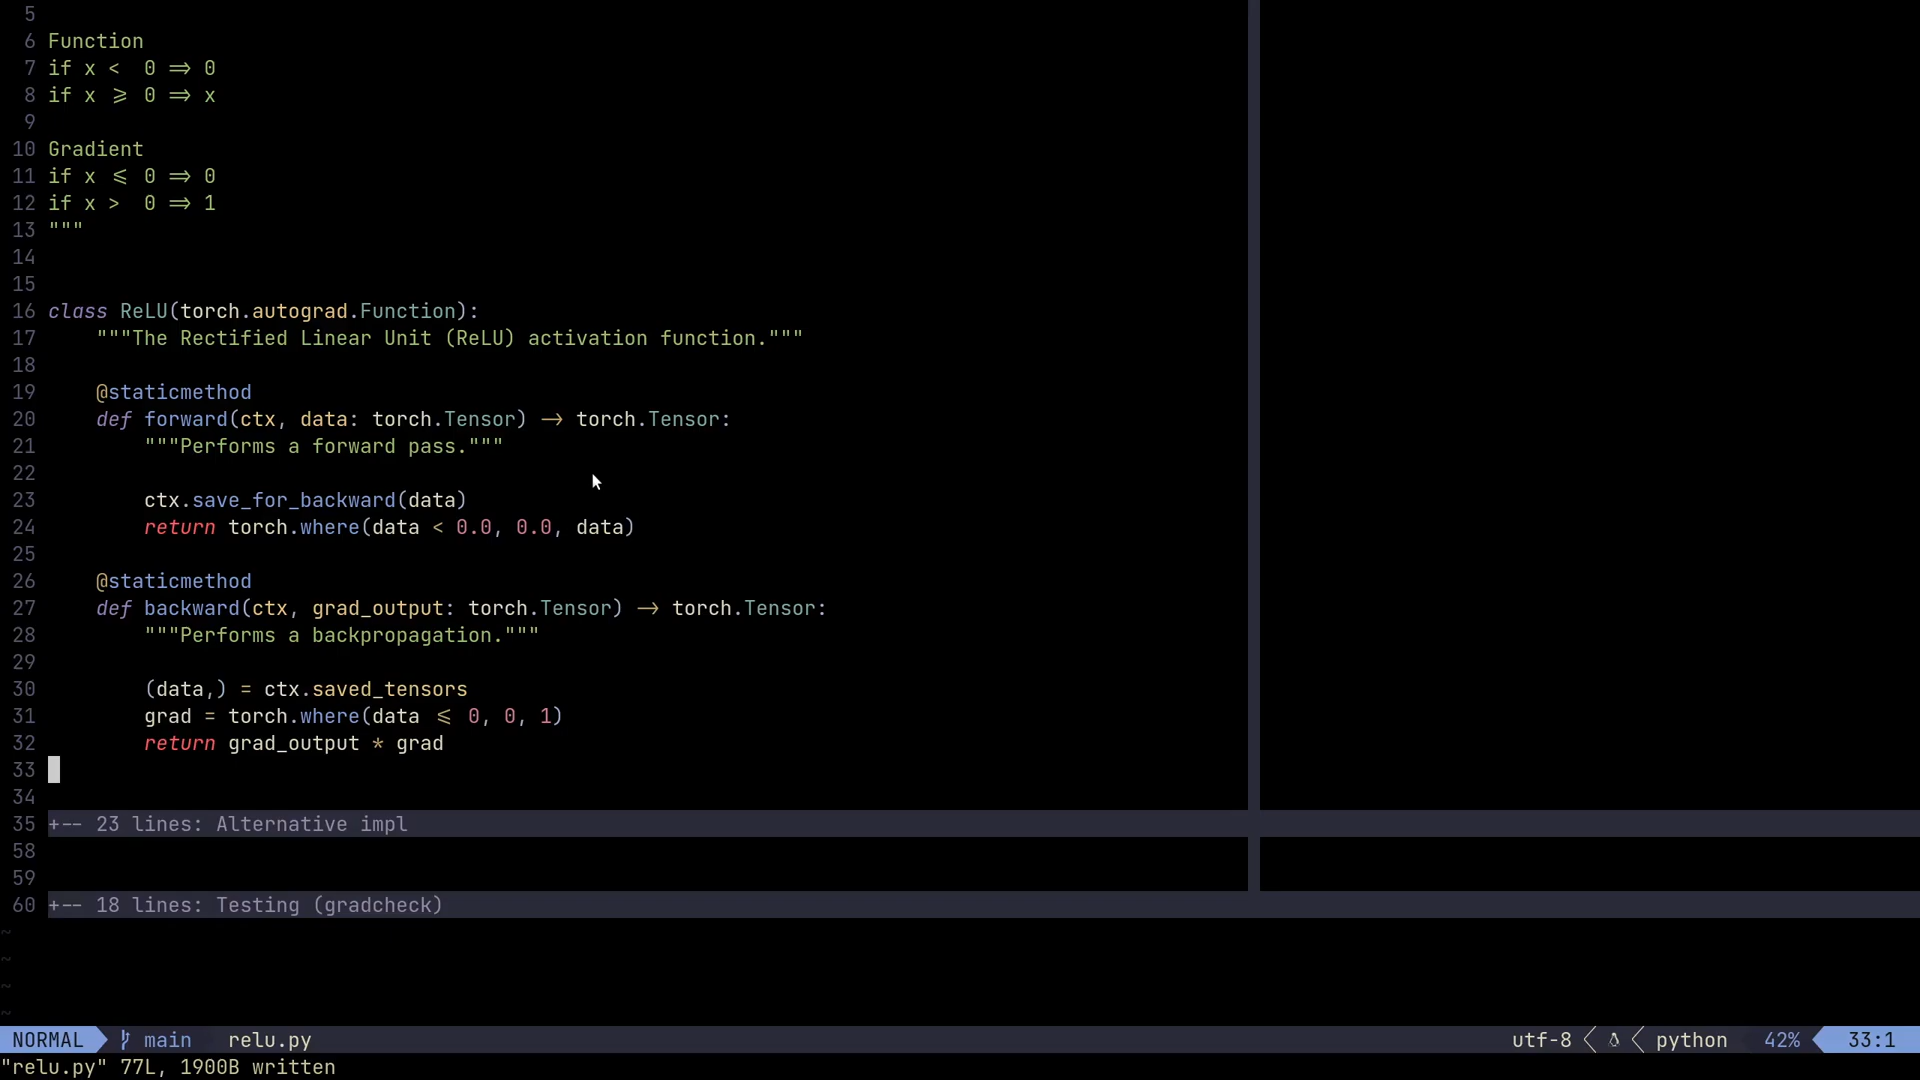 5
6 Function
7 if x <  0 => 0
8 if x >= 0 => x
9
10 Gradient
11 if x <= 0 => 0
12 if x >  0 => 1
13 """
14
15
16 class ReLU(torch.autograd.Function):
17     """The Rectified Linear Unit (ReLU) activation function."""
18
19     @staticmethod
20     def forward(ctx, data: torch.Tensor) -> torch.Tensor:
21         """Performs a forward pass."""
22
23         ctx.save_for_backward(data)
24         return torch.where(data < 0.0, 0.0, data)
25
26     @staticmethod
27     def backward(ctx, grad_output: torch.Tensor) -> torch.Tensor:
28         """Performs a backpropagation."""
29
30         (data,) = ctx.saved_tensors
31         grad = torch.where(data <= 0, 0, 1)
32         return grad_output * grad
33
34
35 +-- 23 lines: Alternative impl
58
59
60 +-- 18 lines: Testing (gradcheck)
~
~
~
~
NORMAL main relu.py utf-8 python 42% 33:1
"relu.py" 77L, 1900B written